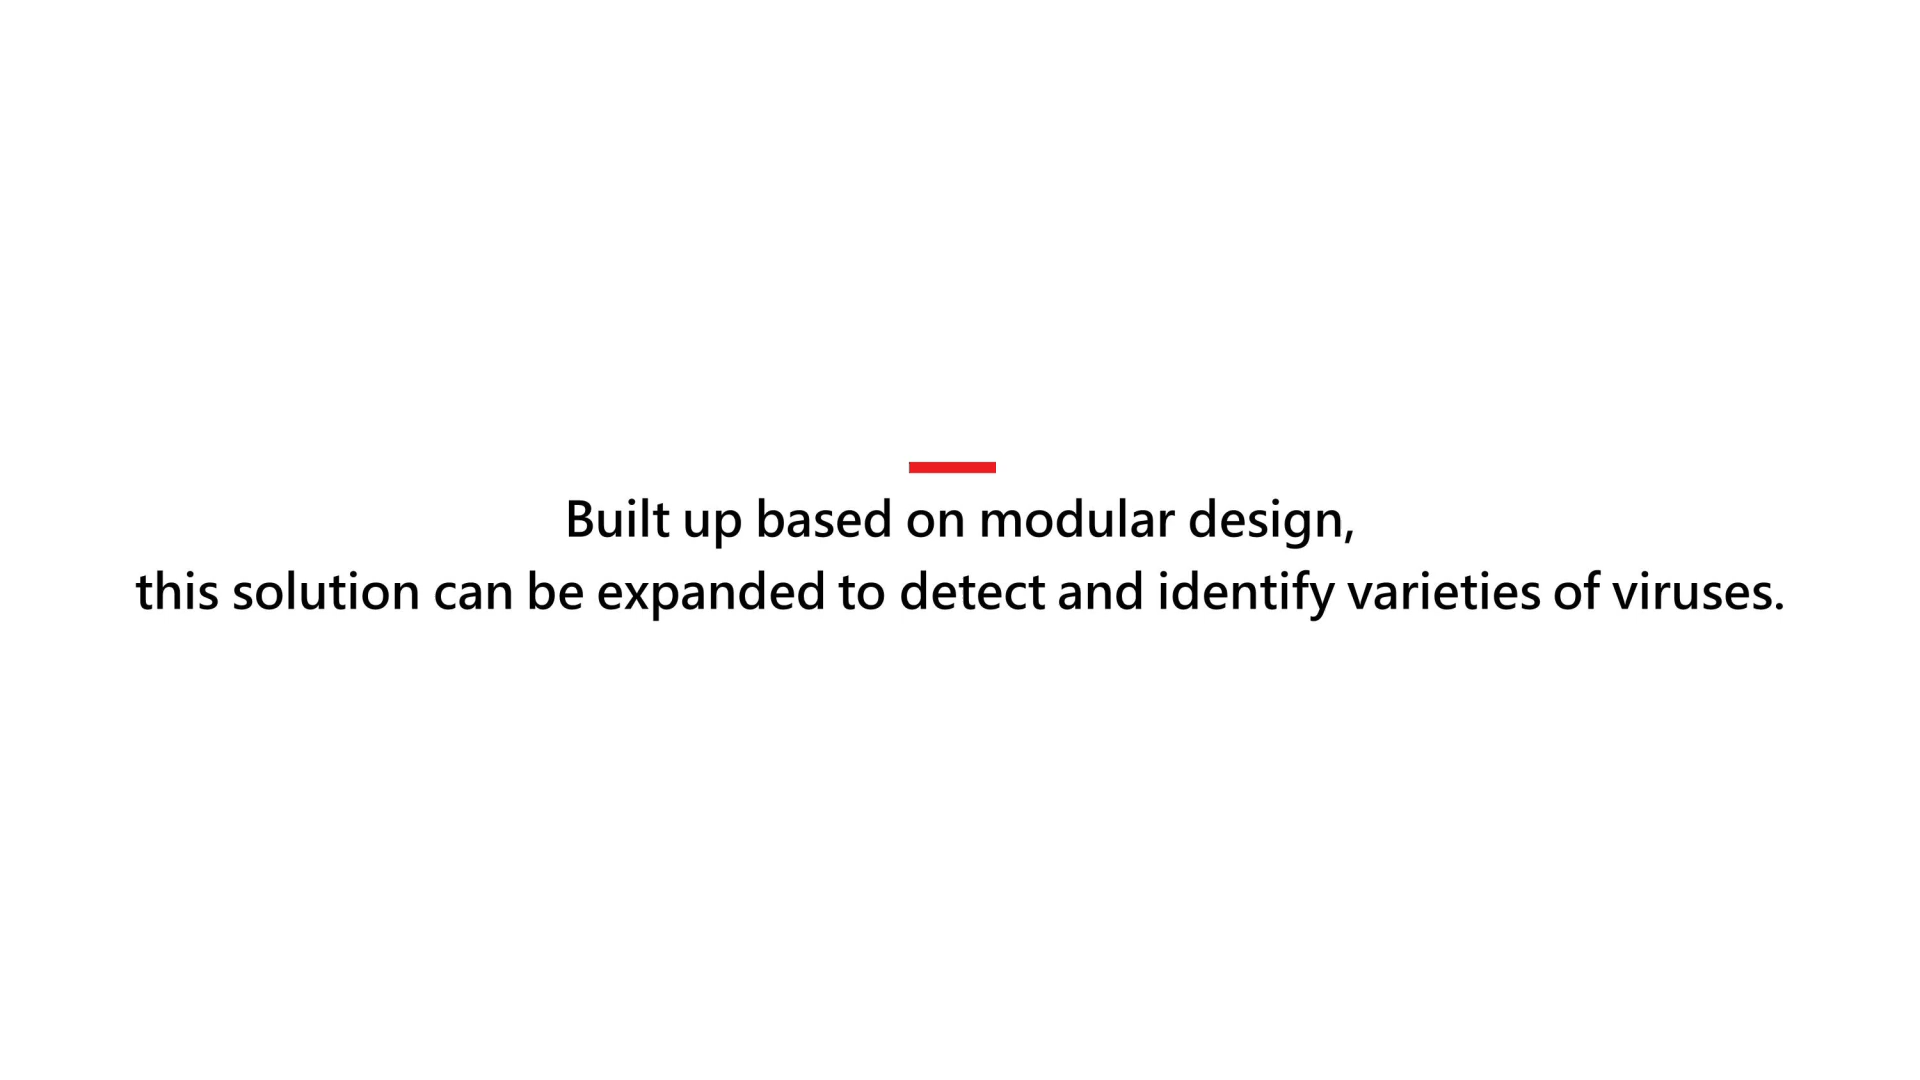 Built up based on modular design,
this solution can be expanded to detect and identify varieties of viruses.